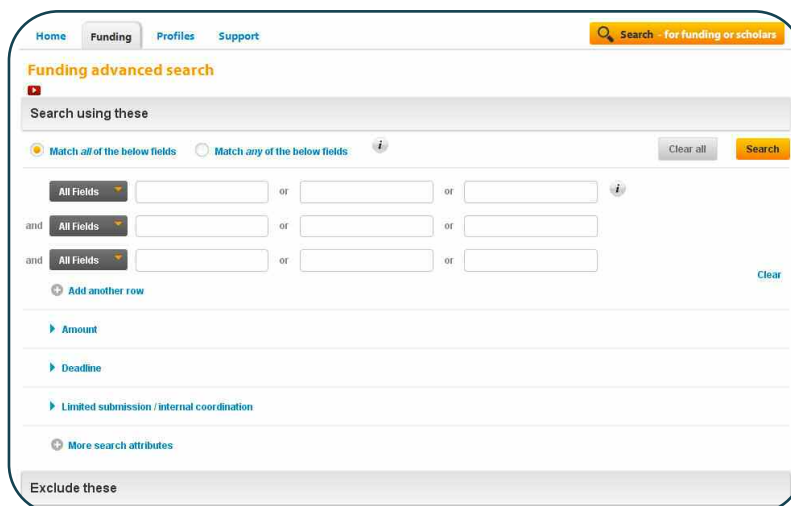 Home Funding Profiles Support Search - for funding or scholars
Funding advanced search
Search using these
Match all of the below fields Match any of the below fields i Clear all Search
All Fields or or i
and All Fields or or
and All Fields or or
Clear
Add another row
Amount
Deadline
Limited submission / internal coordination
More search attributes
Exclude these